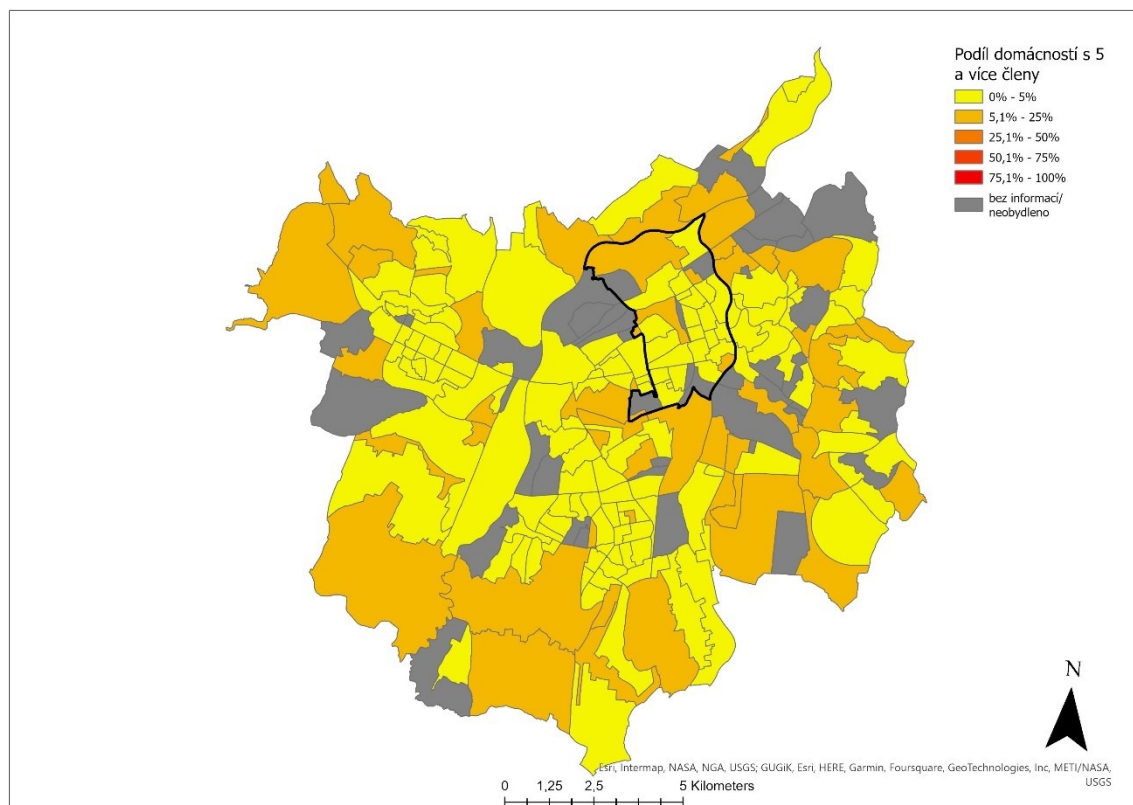 Podíl domácností s 5
a více členy
0% - 5%
5,1% - 25%
25,1% - 50%
50,1% - 75%
75,1% - 100%
bez informací/
neobydleno
N
Esri, Intermap, NASA, NGA, USGS; GUGiK, Esri, HERE, Garmin, Foursquare, GeoTechnologies, Inc, METI/NASA,
USGS
0 1,25 2,5 5 Kilometers